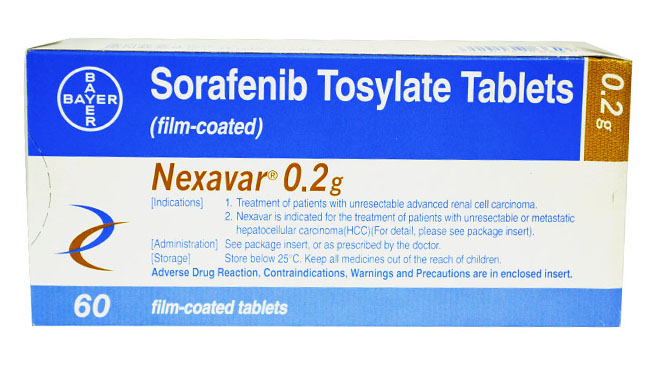 BAYER
BAYER
Sorafenib Tosylate Tablets
(film-coated)
0.2g
Nexavar® 0.2g
[Indications] 1. Treatment of patients with unresectable advanced renal cell carcinoma.
2. Nexavar is indicated for the treatment of patients with unresectable or metastatic
hepatocellular carcinoma(HCC)(For detail, please see package insert).
[Administration] See package insert, or as prescribed by the doctor.
[Storage] Store below 25°C. Keep all medicines out of the reach of children.
Adverse Drug Reaction, Contraindications, Warnings and Precautions are in enclosed insert.
60 film-coated tablets